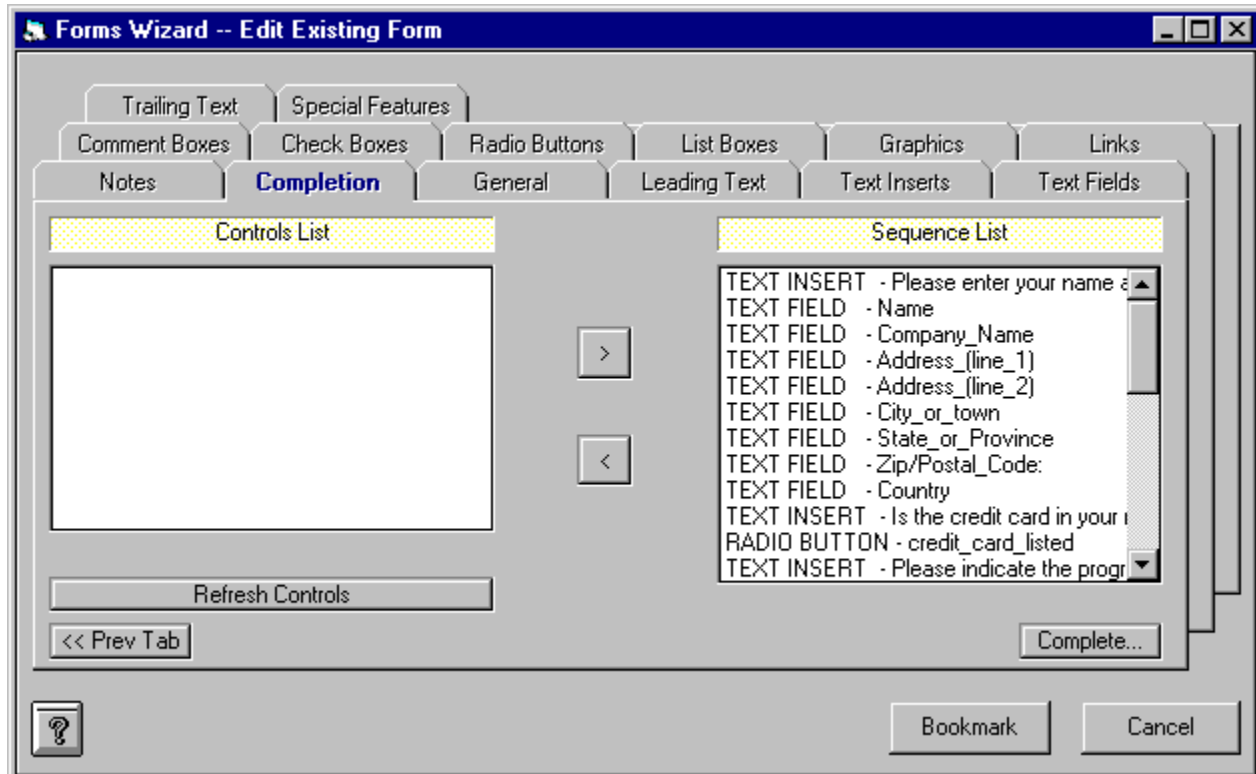 Forms Wizard -- Edit Existing Form
Trailing Text Special Features
Comment Boxes Check Boxes Radio Buttons List Boxes Graphics Links
Notes Completion General Leading Text Text Inserts Text Fields
Controls List Sequence List
TEXT INSERT - Please enter your name a
TEXT FIELD - Name
TEXT FIELD - Company_Name
TEXT FIELD - Address_(line_1)
TEXT FIELD - Address_(line_2)
TEXT FIELD - City_or_town
TEXT FIELD - State_or_Province
TEXT FIELD - Zip/Postal_Code:
TEXT FIELD - Country
TEXT INSERT - Is the credit card in your
RADIO BUTTON - credit_card_listed
TEXT INSERT - Please indicate the progr
>
<
Refresh Controls
<< Prev Tab Complete...
? Bookmark Cancel